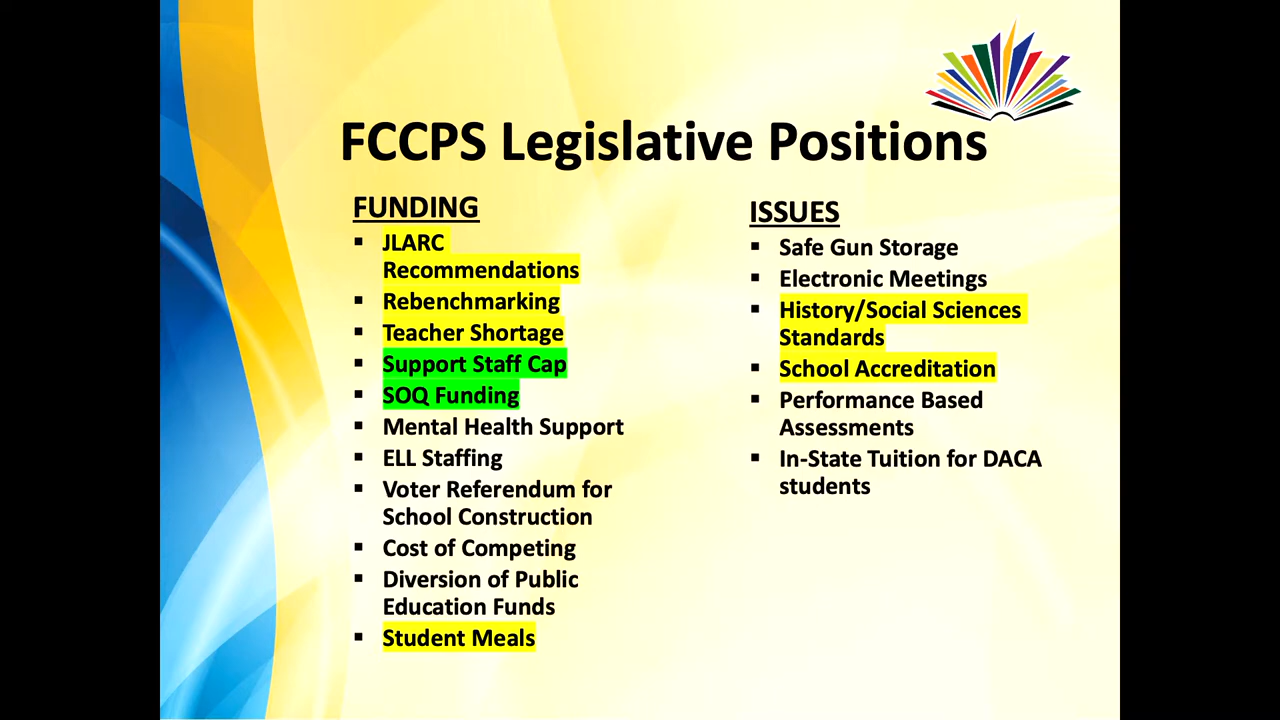 FCCPS Legislative Positions
FUNDING
▪ JLARC
Recommendations
▪ Rebenchmarking
▪ Teacher Shortage
▪ Support Staff Cap
▪ SOQ Funding
▪ Mental Health Support
▪ ELL Staffing
▪ Voter Referendum for
School Construction
▪ Cost of Competing
▪ Diversion of Public
Education Funds
▪ Student Meals
ISSUES
▪ Safe Gun Storage
▪ Electronic Meetings
▪ History/Social Sciences
Standards
▪ School Accreditation
▪ Performance Based
Assessments
▪ In-State Tuition for DACA
students